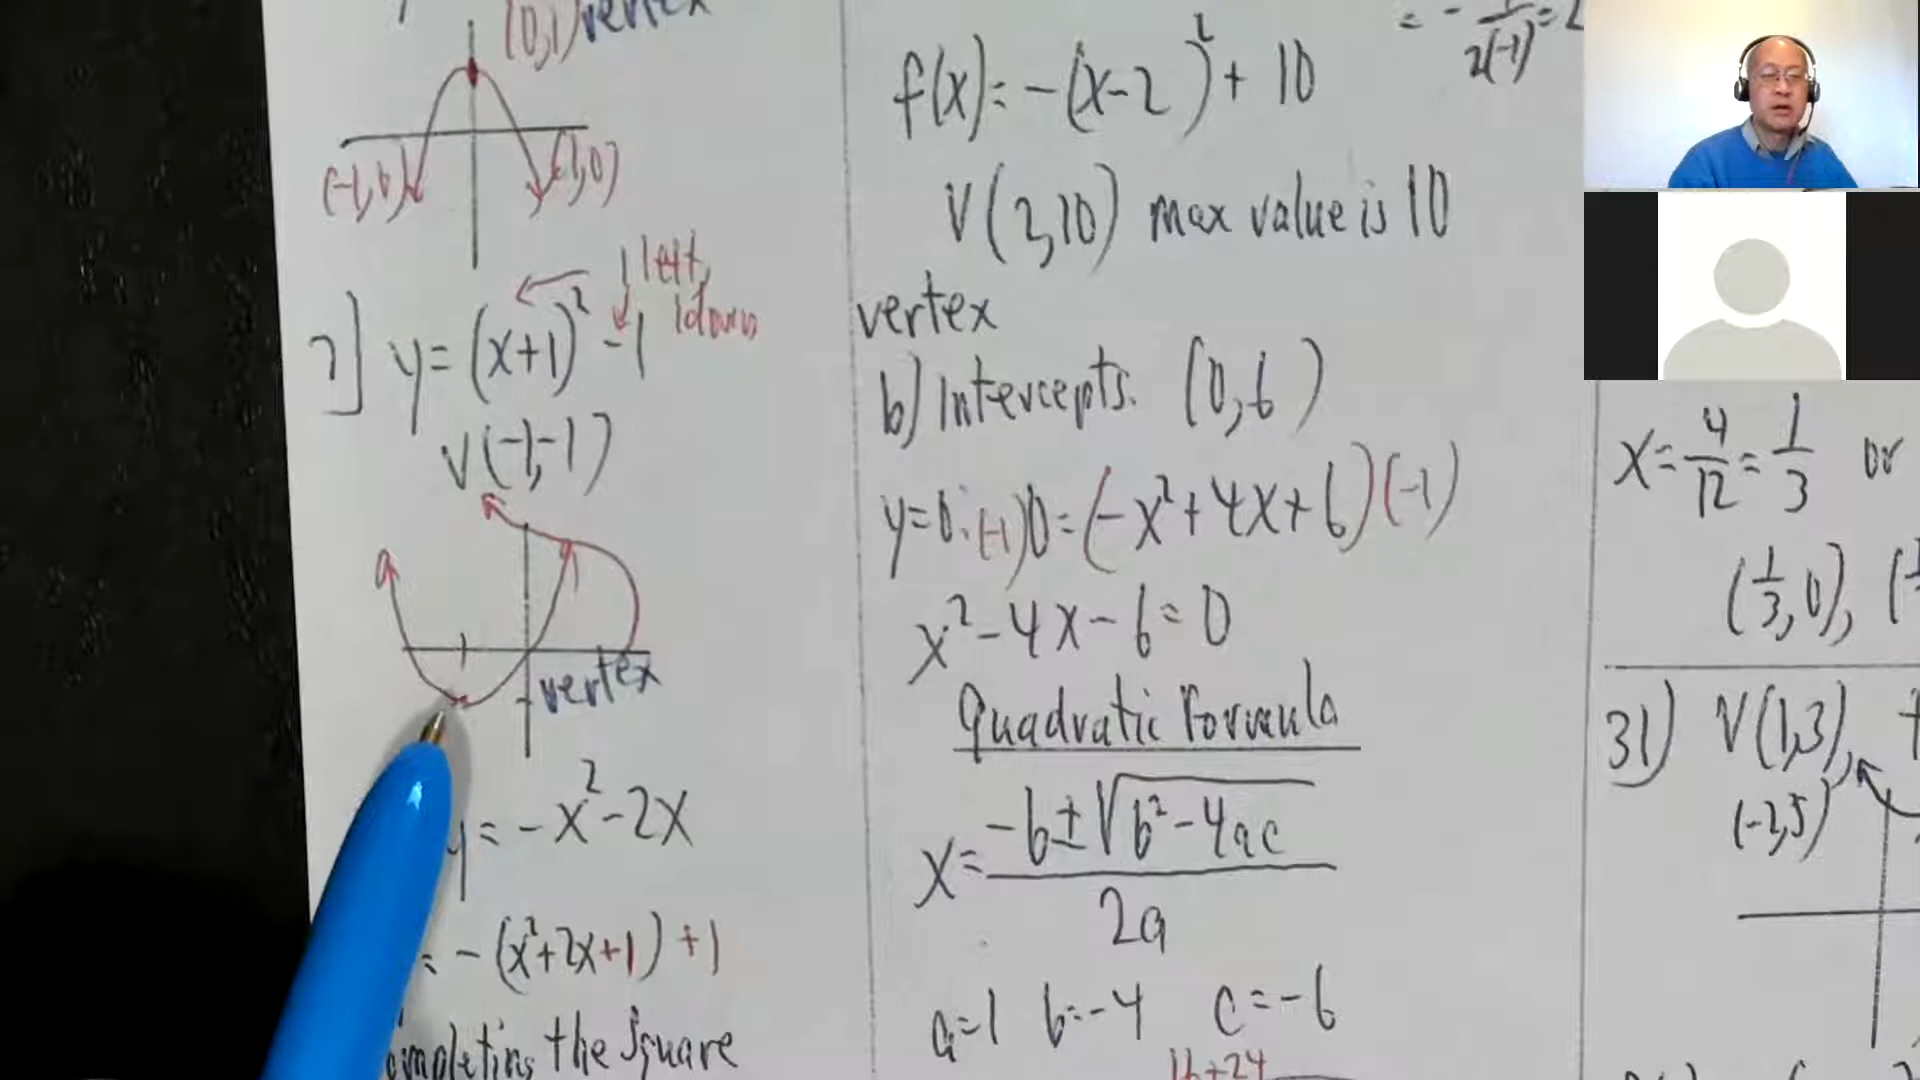 (0,1) vertex
(-1,0)
(1,0)
1 left,
1 down
7] y = (x+1)² - 1
V(-1,-1)
vertex
y = -x² - 2x
= -(x²+2x+1) + 1
completing the Square
= - 1/2(-1) =
f(x) = -(x-2)² + 10
V(2,10) max value is 10
vertex
b) Intercepts: (0,6)
y=0: (-1)0 = (-x² + 4x + 6)(-1)
x² - 4x - 6 = 0
Quadratic Formula
x = -b ± √b² - 4ac / 2a
a=1 b=-4 c=-6
16+24
x = 4/12 = 1/3 or
(1/3, 0), (
31) V(1,3),
(-2,5)